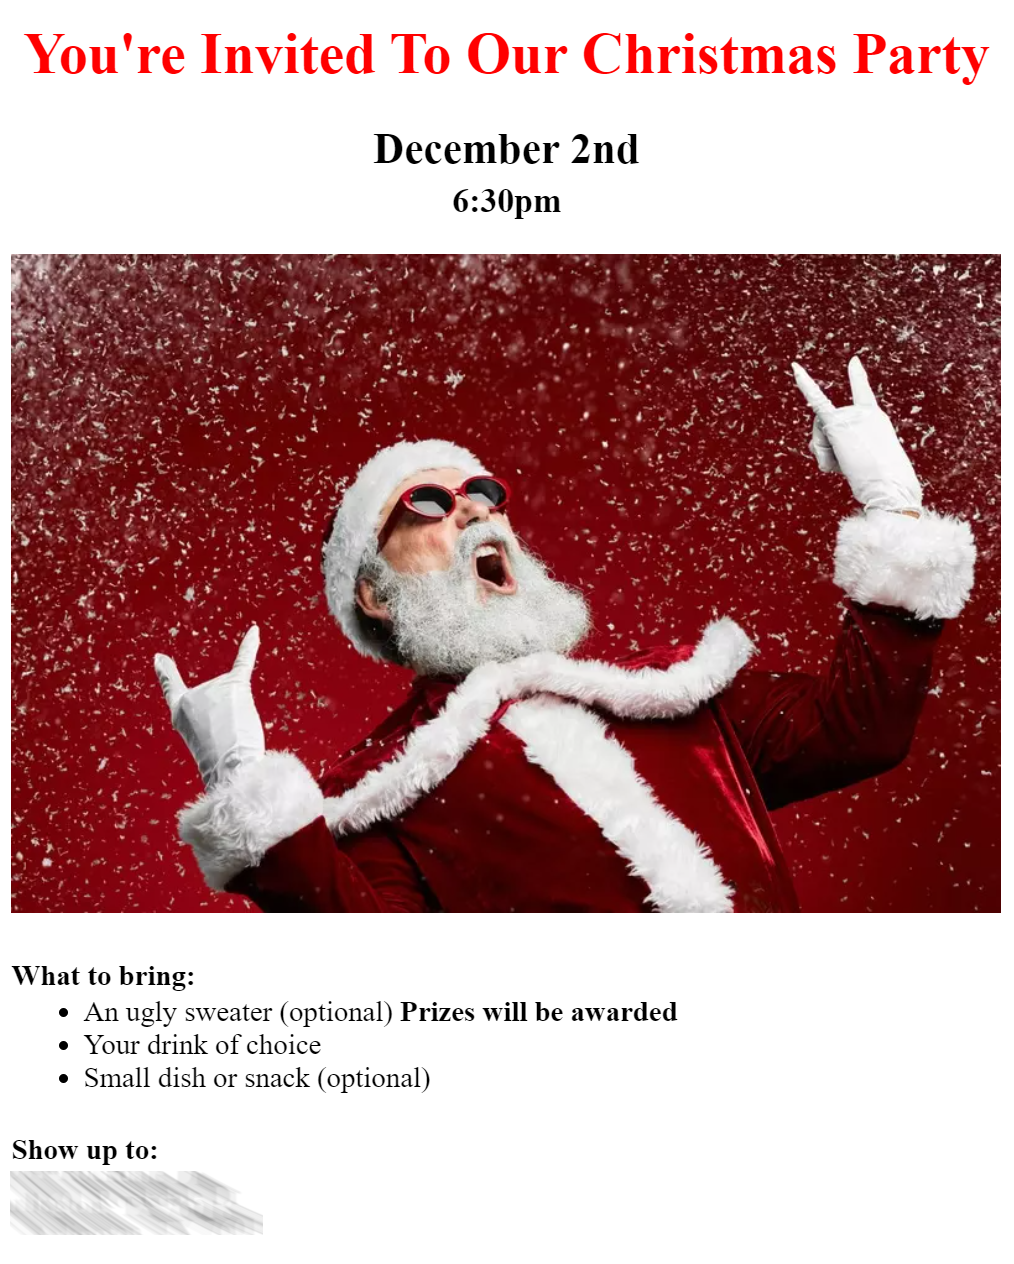 You're Invited To Our Christmas Party
December 2nd
6:30pm
What to bring:
An ugly sweater (optional) Prizes will be awarded
Your drink of choice
Small dish or snack (optional)
Show up to: